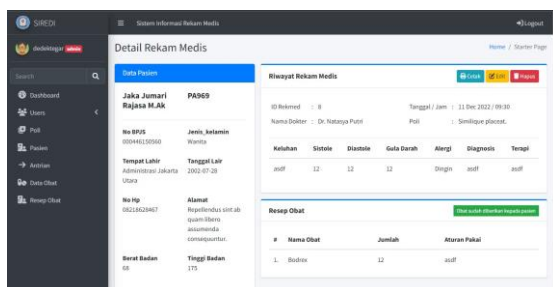 SIREDI
Sistem Informasi Rekam Medis
Logout
dedektegar admin
Detail Rekam Medis
Home / Starter Page
Search
Dashboard
Users
Poli
Pasien
Antrian
Data Obat
Resep Obat
Data Pasien
Jaka Jumari Rajasa M.Ak
PA969
No BPJS
Jenis_kelamin
000446150560
Wanita
Tempat Lahir
Tanggal Lair
Administrasi Jakarta Utara
2002-07-28
No Hp
Alamat
08218629467
Repellendus sint ab
quam libero.
assumenda
consequuntur.
Berat Badan
Tinggi Badan
68
175
Riwayat Rekam Medis
Cetak
Edit
Hapus
ID Rekmed : 8
Tanggal / Jam : 11 Dec 2022 / 09:30
Nama Dokter : Dr. Natasya Putri
Poli : Similique placeat.
Keluhan Sistole Diastole Gula Darah Alergi Diagnosis Terapi
asdf 12 12 12 Dingin asdf asdf
Resep Obat
Obat sudah diberikan kepada pasien
# Nama Obat Jumlah Aturan Pakai
1. Bodrex 12 asdf